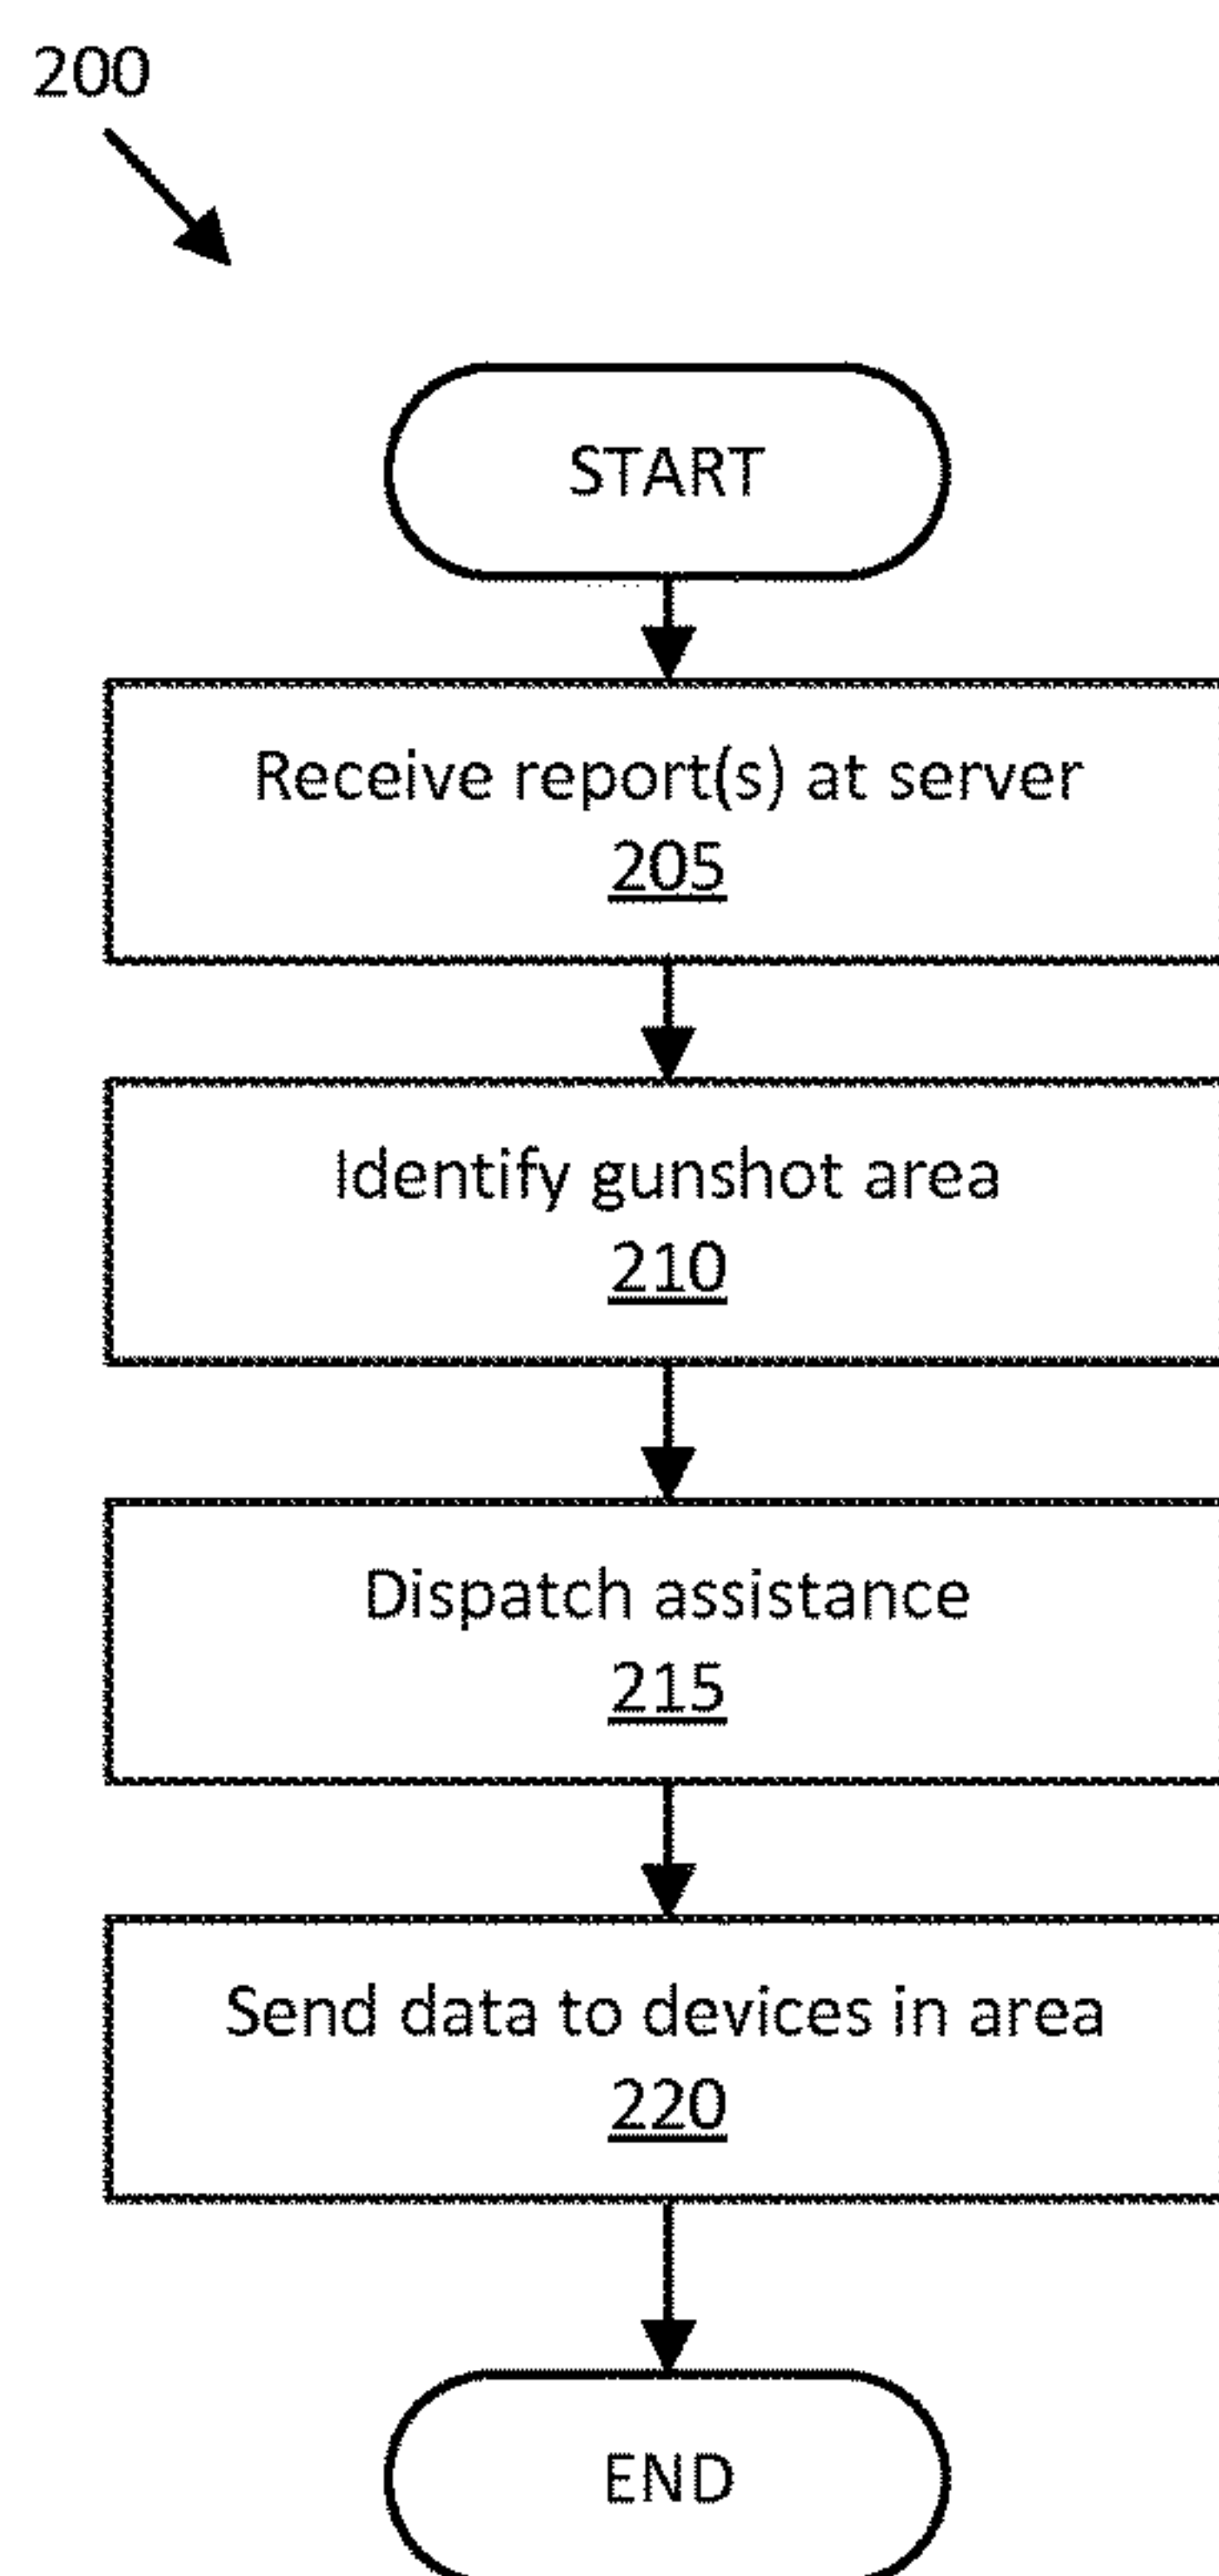 200
START
Receive report(s) at server
205
Identify gunshot area
210
Dispatch assistance
215
Send data to devices in area
220
END